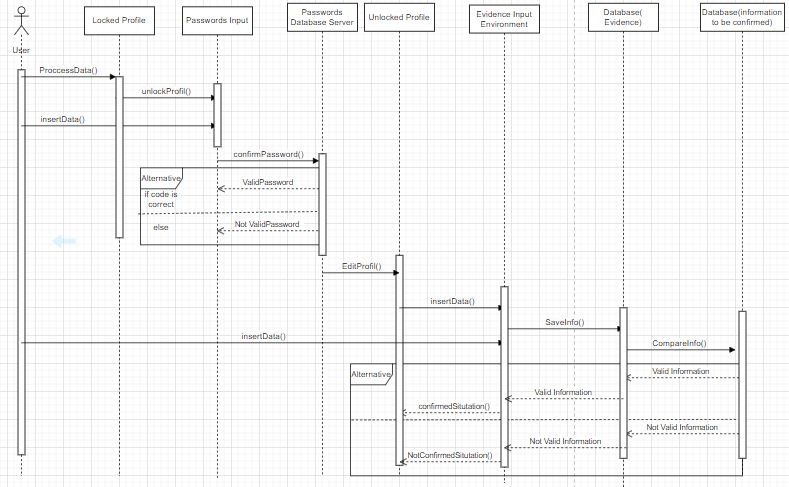 User
Locked Profile
Passwords Input
Passwords
Database Server
Unlocked Profile
Evidence Input
Environment
Database(
Evidence)
Database(information
to be confirmed)
ProccessData()
unlockProfil()
insertData()
confirmPassword()
Alternative
ValidPassword
if code is
correct
Not ValidPassword
else
EditProfil()
insertData()
SaveInfo()
insertData()
CompareInfo()
Alternative
Valid Information
Valid Information
confirmedSitutation()
Not Valid Information
Not Valid Information
NotConfirmedSitutation()